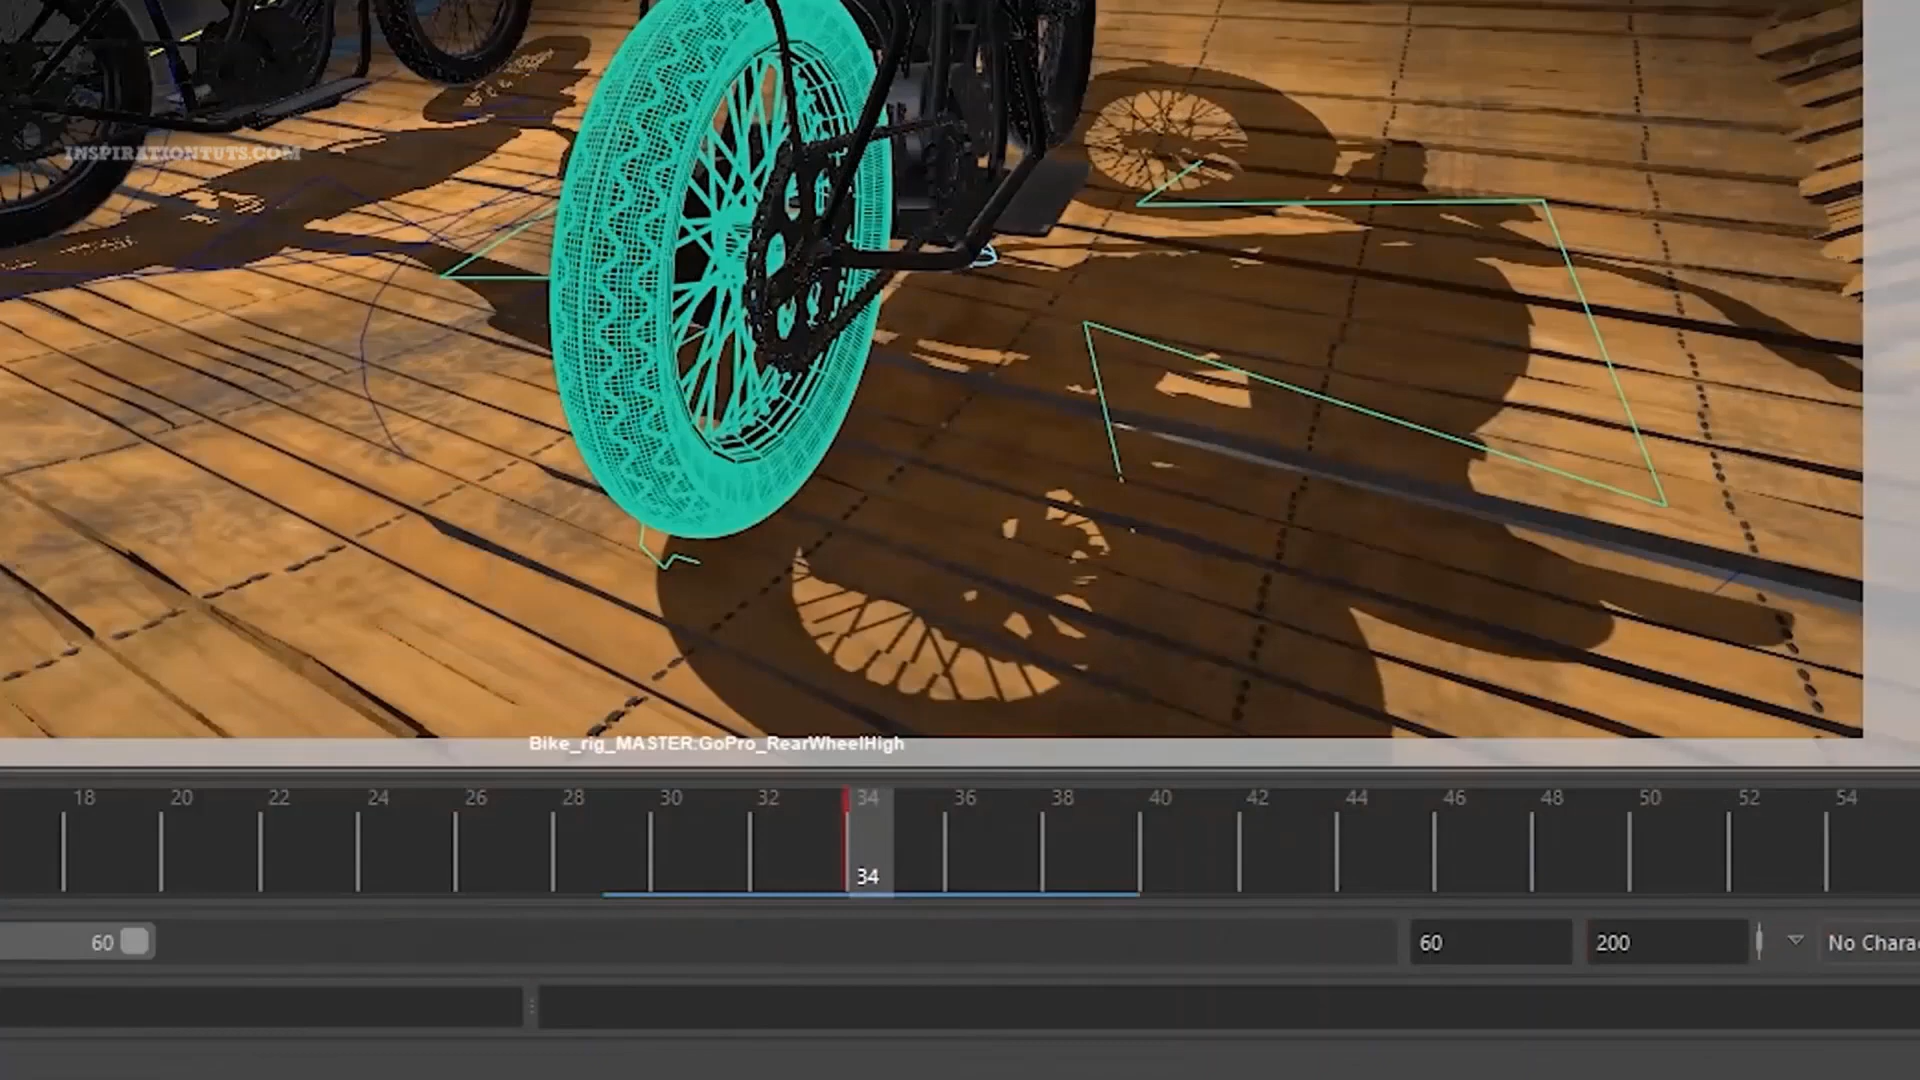 INSPIRATIONTUTS.COM
Bike_rig_MASTER:GoPro_RearWheelHigh
18 20 22 24 26 28 30 32 34 36 38 40 42 44 46 48 50 52 54
34
60 60 200 No Charac